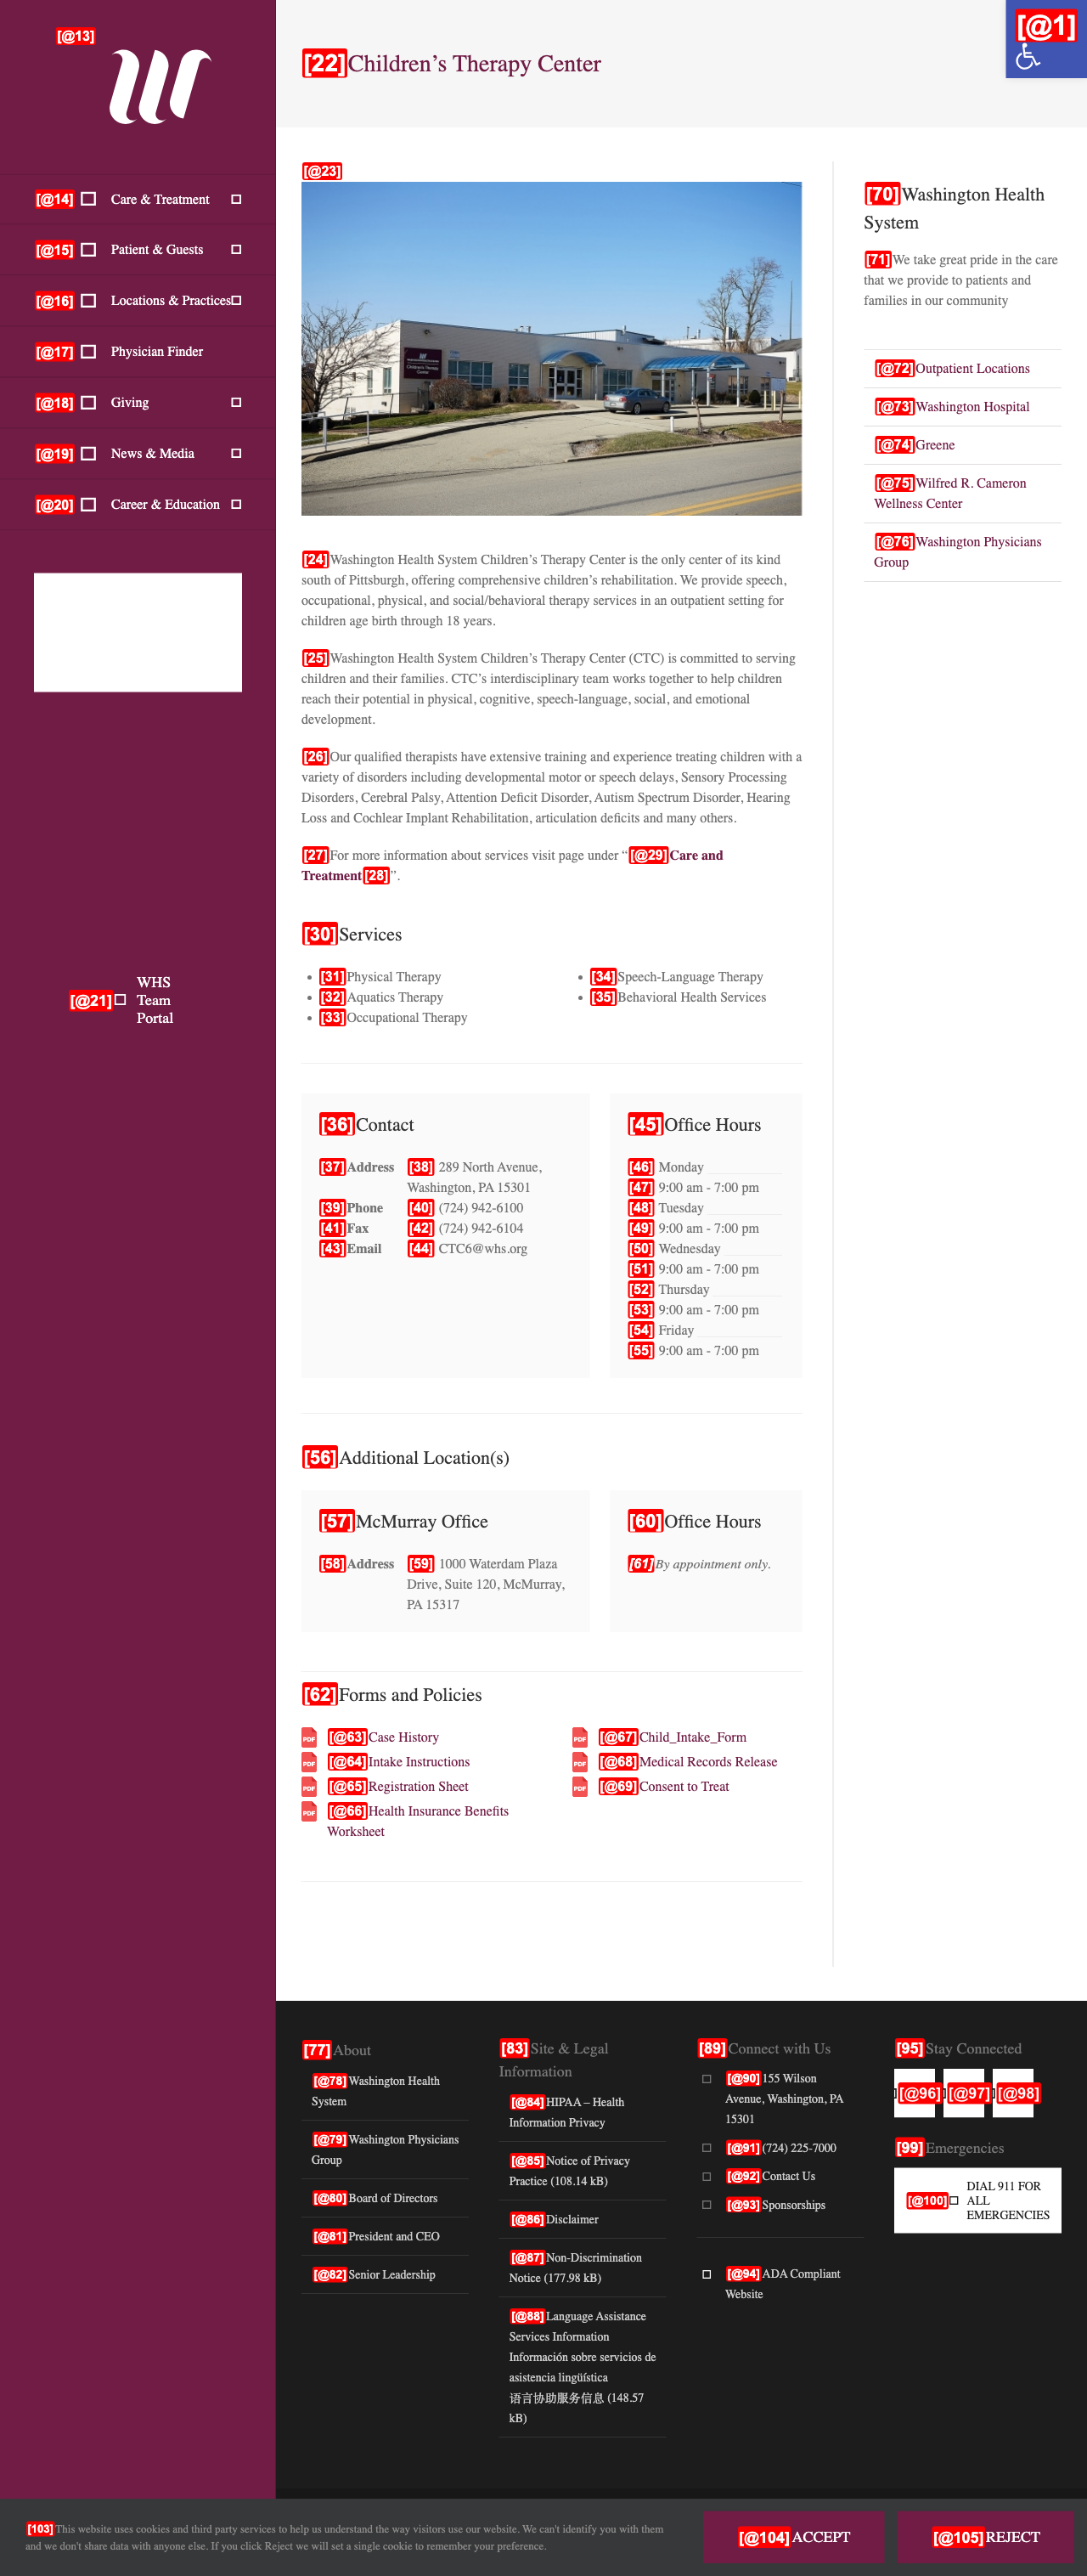 [@13]
[@1]
[22]Children's Therapy Center
[@14] Care & Treatment
[@15] Patient & Guests
[@16] Locations & Practices
[@17] Physician Finder
[@18] Giving
[@19] News & Media
[@20] Career & Education
[@21] WHS
Team
Portal
[@23]
Children's Therapy
Center
[24]Washington Health System Children's Therapy Center is the only center of its kind
south of Pittsburgh, offering comprehensive children's rehabilitation. We provide speech,
occupational, physical, and social/behavioral therapy services in an outpatient setting for
children age birth through 18 years.
[25]Washington Health System Children's Therapy Center (CTC) is committed to serving
children and their families. CTC's interdisciplinary team works together to help children
reach their potential in physical, cognitive, speech-language, social, and emotional
development.
[26]Our qualified therapists have extensive training and experience treating children with a
variety of disorders including developmental motor or speech delays, Sensory Processing
Disorders, Cerebral Palsy, Attention Deficit Disorder, Autism Spectrum Disorder, Hearing
Loss and Cochlear Implant Rehabilitation, articulation deficits and many others.
[27]For more information about services visit page under “[@29]Care and
Treatment[28]”.
[30]Services
[31]Physical Therapy
[32]Aquatics Therapy
[33]Occupational Therapy
[34]Speech-Language Therapy
[35]Behavioral Health Services
[36]Contact
[37]Address [38] 289 North Avenue,
Washington, PA 15301
[39]Phone [40] (724) 942-6100
[41]Fax [42] (724) 942-6104
[43]Email [44] CTC6@whs.org
[45]Office Hours
[46] Monday
[47] 9:00 am - 7:00 pm
[48] Tuesday
[49] 9:00 am - 7:00 pm
[50] Wednesday
[51] 9:00 am - 7:00 pm
[52] Thursday
[53] 9:00 am - 7:00 pm
[54] Friday
[55] 9:00 am - 7:00 pm
[56]Additional Location(s)
[57]McMurray Office
[58]Address [59] 1000 Waterdam Plaza
Drive, Suite 120, McMurray,
PA 15317
[60]Office Hours
[61]By appointment only.
[62]Forms and Policies
PDF [@63]Case History
PDF [@64]Intake Instructions
PDF [@65]Registration Sheet
PDF [@66]Health Insurance Benefits
Worksheet
PDF [@67]Child_Intake_Form
PDF [@68]Medical Records Release
PDF [@69]Consent to Treat
[70]Washington Health
System
[71]We take great pride in the care
that we provide to patients and
families in our community
[@72]Outpatient Locations
[@73]Washington Hospital
[@74]Greene
[@75]Wilfred R. Cameron
Wellness Center
[@76]Washington Physicians
Group
[77]About
[@78]Washington Health
System
[@79]Washington Physicians
Group
[@80]Board of Directors
[@81]President and CEO
[@82]Senior Leadership
[83]Site & Legal
Information
[@84]HIPAA – Health
Information Privacy
[@85]Notice of Privacy
Practice (108.14 kB)
[@86]Disclaimer
[@87]Non-Discrimination
Notice (177.98 kB)
[@88]Language Assistance
Services Information
Información sobre servicios de
asistencia lingüística
语言协助服务信息 (148.57
kB)
[89]Connect with Us
[@90]155 Wilson
Avenue, Washington, PA
15301
[@91](724) 225-7000
[@92]Contact Us
[@93]Sponsorships
[@94]ADA Compliant
Website
[95]Stay Connected
[@96] [@97] [@98]
[99]Emergencies
[@100] DIAL 911 FOR
ALL
EMERGENCIES
[103]This website uses cookies and third party services to help us understand the way visitors use our website. We can't identify you with them
and we don't share data with anyone else. If you click Reject we will set a single cookie to remember your preference.
[@104]ACCEPT
[@105]REJECT